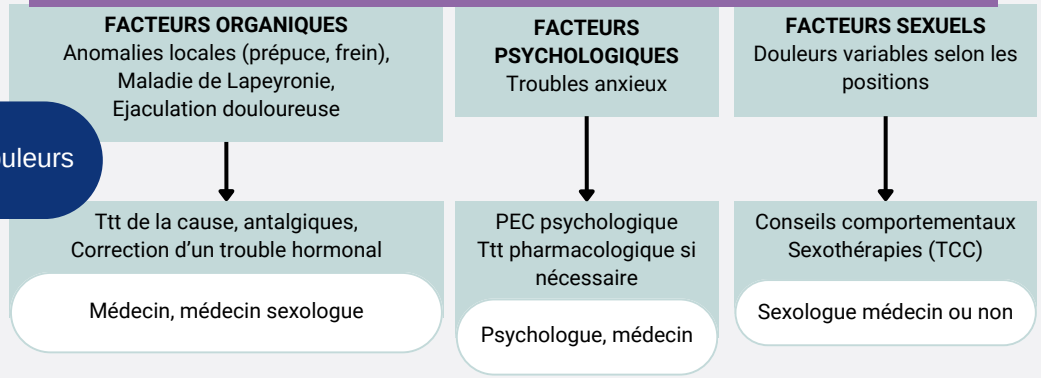 FACTEURS ORGANIQUES
Anomalies locales (prépuce, frein),
Maladie de Lapeyronie,
Ejaculation douloureuse
FACTEURS
PSYCHOLOGIQUES
Troubles anxieux
FACTEURS SEXUELS
Douleurs variables selon les
positions
uleurs
Ttt de la cause, antalgiques,
Correction d'un trouble hormonal
Médecin, médecin sexologue
PEC psychologique
Ttt pharmacologique si
nécessaire
Psychologue, médecin
Conseils comportementaux
Sexothérapies (TCC)
Sexologue médecin ou non